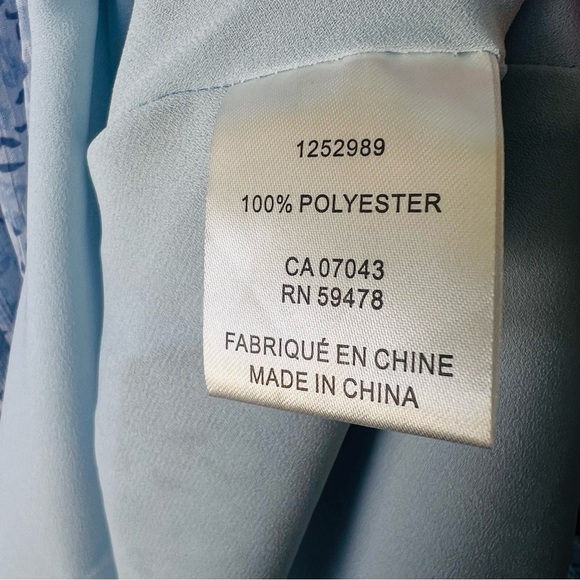 1252989
100% POLYESTER
CA 07043
RN 59478
FABRIQUÉ EN CHINE
MADE IN CHINA